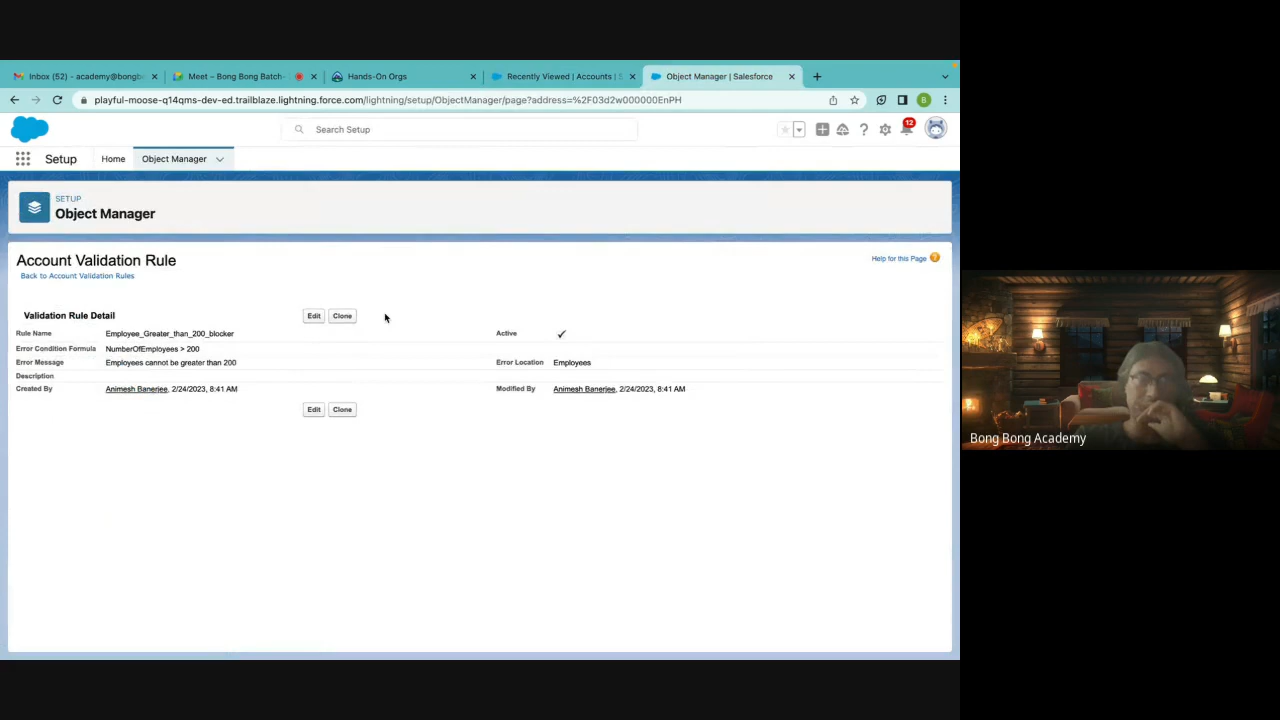 Inbox (52) - academy@bongb
Meet – Bong Bong Batch-
Hands-On Orgs
Recently Viewed | Accounts | S
Object Manager | Salesforce
playful-moose-q14qms-dev-ed.trailblaze.lightning.force.com/lightning/setup/ObjectManager/page?address=%2F03d2w000000EnPH
B
Search Setup
12
Setup
Home
Object Manager
SETUP
Object Manager
Account Validation Rule
Help for this Page ?
Back to Account Validation Rules
Validation Rule Detail
Edit Clone
Rule Name Employee_Greater_than_200_blocker Active ✓
Error Condition Formula NumberOfEmployees > 200
Error Message Employees cannot be greater than 200 Error Location Employees
Description
Created By Animesh Banerjee, 2/24/2023, 8:41 AM Modified By Animesh Banerjee, 2/24/2023, 8:41 AM
Edit Clone
Bong Bong Academy